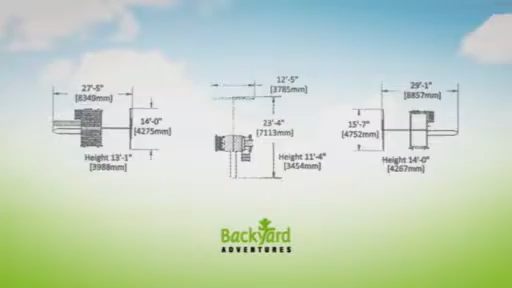 27'-5"
[8349mm]
14'-0"
[4275mm]
Height 13'-1"
[3988mm]
12'-5"
[3785mm]
23'-4"
[7113mm]
Height 11'-4"
[3454mm]
29'-1"
[8857mm]
15'-7"
[4752mm]
Height 14'-0"
[4267mm]
Backyard
ADVENTURES